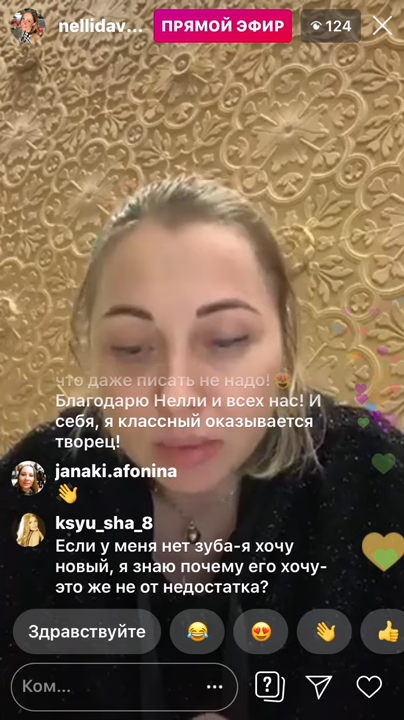 nellidav...
ПРЯМОЙ ЭФИР
124
что даже писать не надо!
Благодарю Нелли и всех нас! И
себя, я классный оказывается
творец!
janaki.afonina
ksyu_sha_8
Если у меня нет зуба-я хочу
новый, я знаю почему его хочу-
это же не от недостатка?
Здравствуйте
Ком...